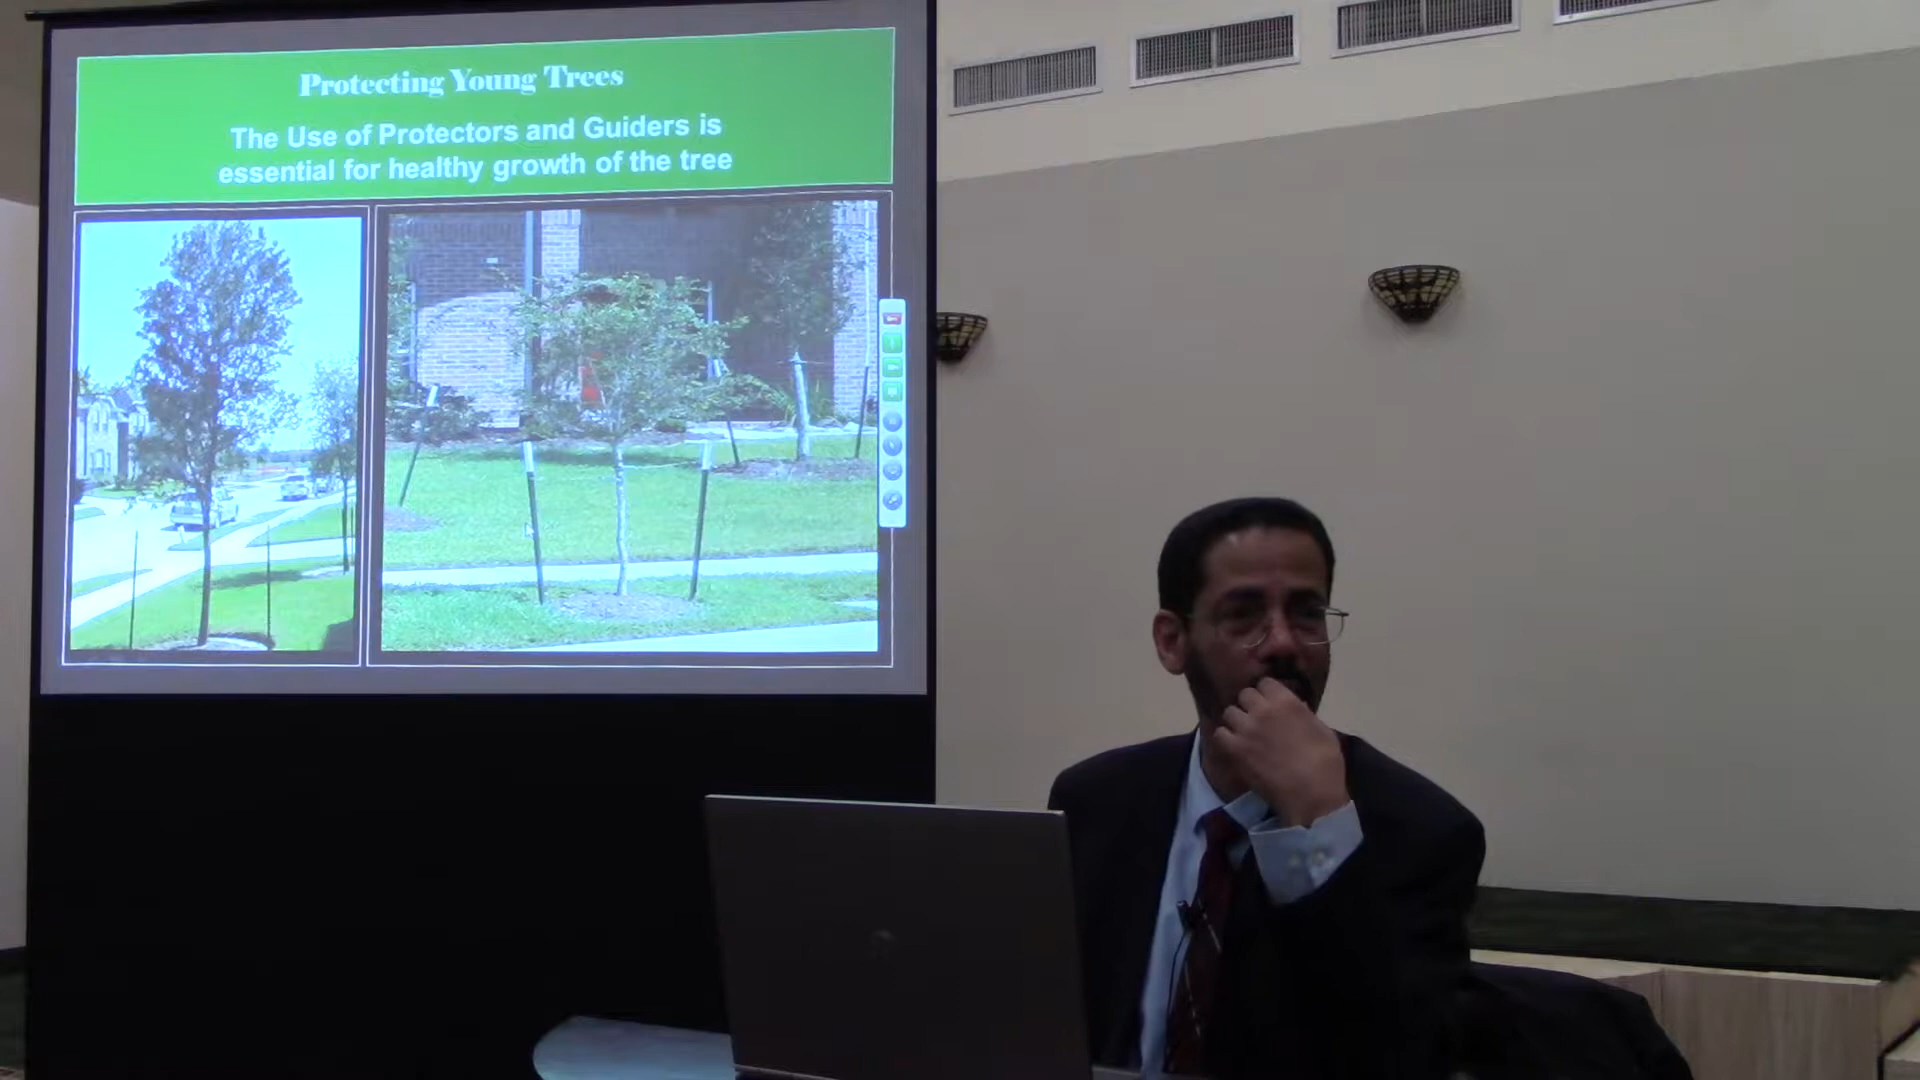 Protecting Young Trees
The Use of Protectors and Guiders is
essential for healthy growth of the tree